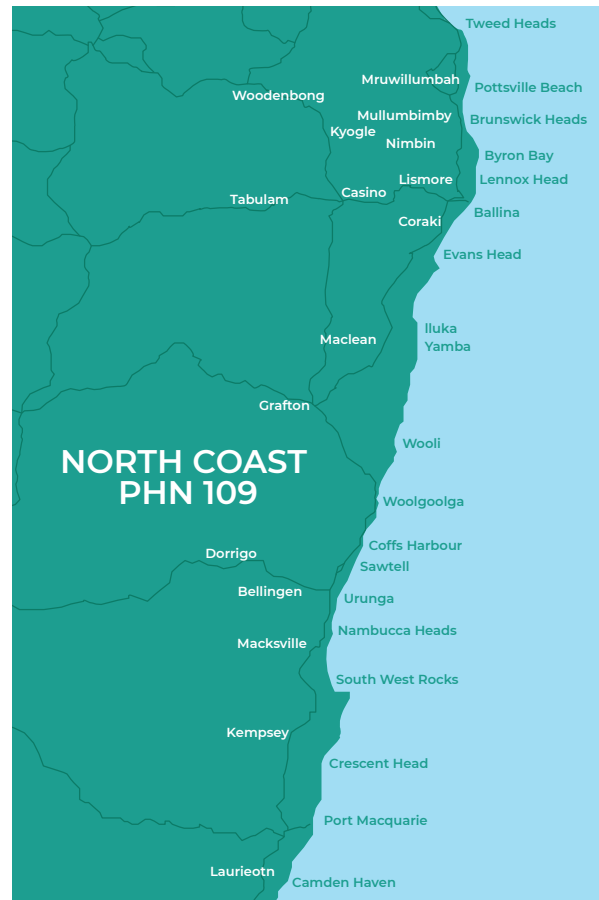 Tweed Heads
Mruwillumbah
Pottsville Beach
Woodenbong
Mullumbimby
Brunswick Heads
Kyogle
Nimbin
Byron Bay
Lismore
Lennox Head
Casino
Tabulam
Ballina
Coraki
Evans Head
Iluka
Yamba
Maclean
Grafton
Wooli
NORTH COAST
PHN 109
Woolgoolga
Coffs Harbour
Dorrigo
Sawtell
Bellingen
Urunga
Nambucca Heads
Macksville
South West Rocks
Kempsey
Crescent Head
Port Macquarie
Laurieotn
Camden Haven